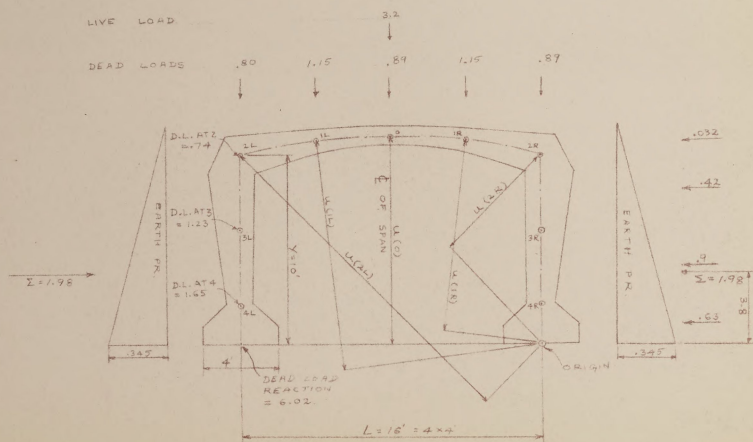 LIVE LOAD
3.2
DEAD LOADS
.80 1.15 .89 1.15 .89
D.L. AT 2
= .74
2L
1L
0
1R
2R
.032
.42
EARTH PR.
EARTH PR
D.L. AT 3
= 1.23
3L
Y=10'
u(1L)
u(2L)
℄ OF SPAN
u(0)
u(2R)
u(1R)
3R
Σ=1.98
.9
Σ=1.98
D.L. AT 4
= 1.65
4L
4R
3.8
.63
.345
4'
.345
ORIGIN
DEAD LOAD
REACTION
= 6.02
L = 16' = 4×4'